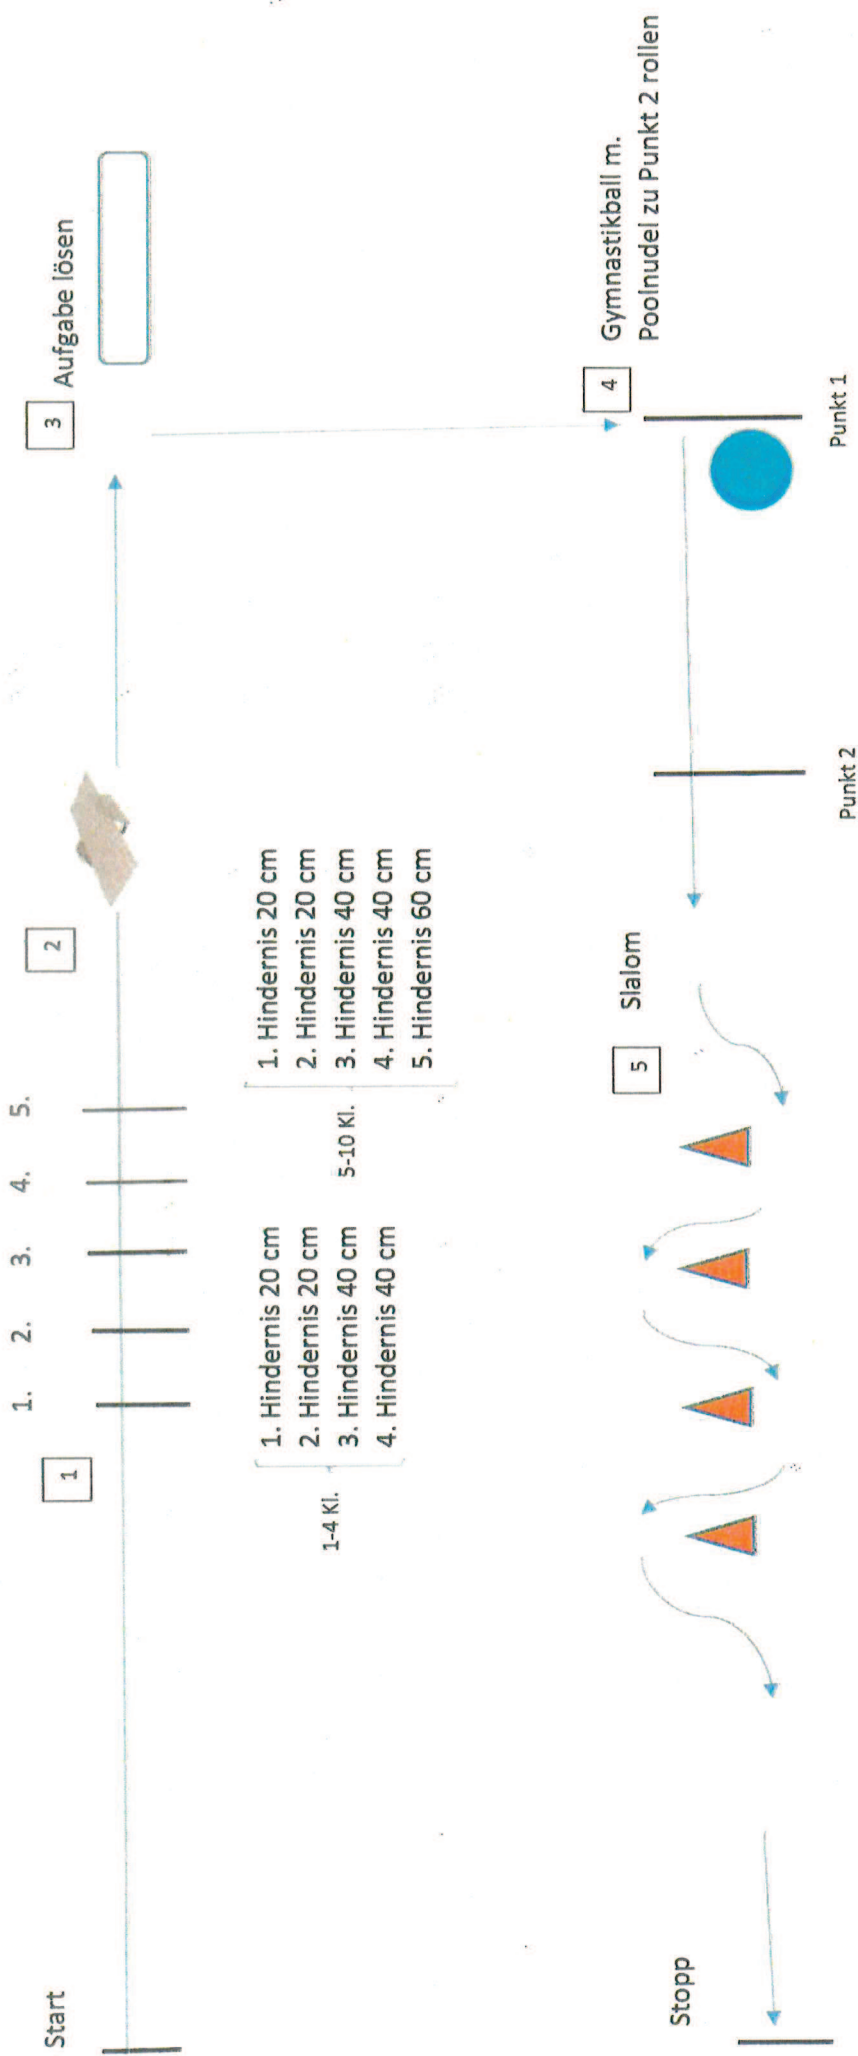 Start
1
1.
2.
3.
4.
5.
2
3
Aufgabe lösen
1-4 Kl.
1. Hindernis 20 cm
2. Hindernis 20 cm
3. Hindernis 40 cm
4. Hindernis 40 cm
5-10 Kl.
1. Hindernis 20 cm
2. Hindernis 20 cm
3. Hindernis 40 cm
4. Hindernis 40 cm
5. Hindernis 60 cm
4
Gymnastikball m.
Poolnudel zu Punkt 2 rollen
Punkt 1
Punkt 2
5
Slalom
Stopp